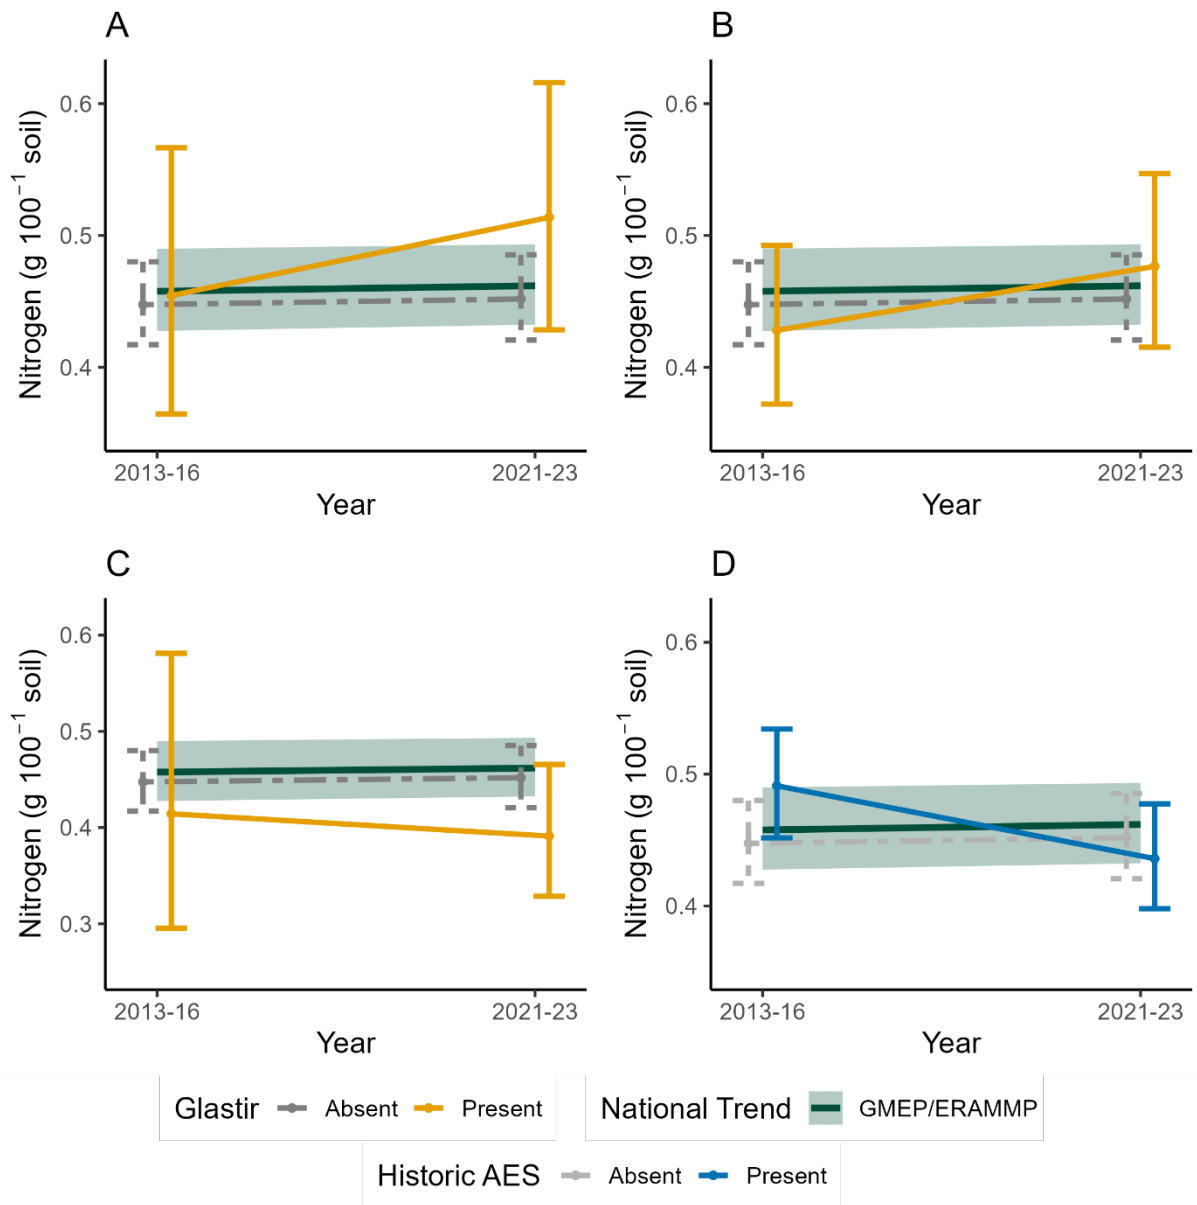 A
B
Nitrogen (g 100⁻¹ soil)
0.6
0.5
0.4
2013-16
2021-23
Year
Nitrogen (g 100⁻¹ soil)
0.6
0.5
0.4
2013-16
2021-23
Year
C
D
Nitrogen (g 100⁻¹ soil)
0.6
0.5
0.4
0.3
2013-16
2021-23
Year
Nitrogen (g 100⁻¹ soil)
0.6
0.5
0.4
2013-16
2021-23
Year
Glastir Absent Present
National Trend GMEP/ERAMMP
Historic AES Absent Present